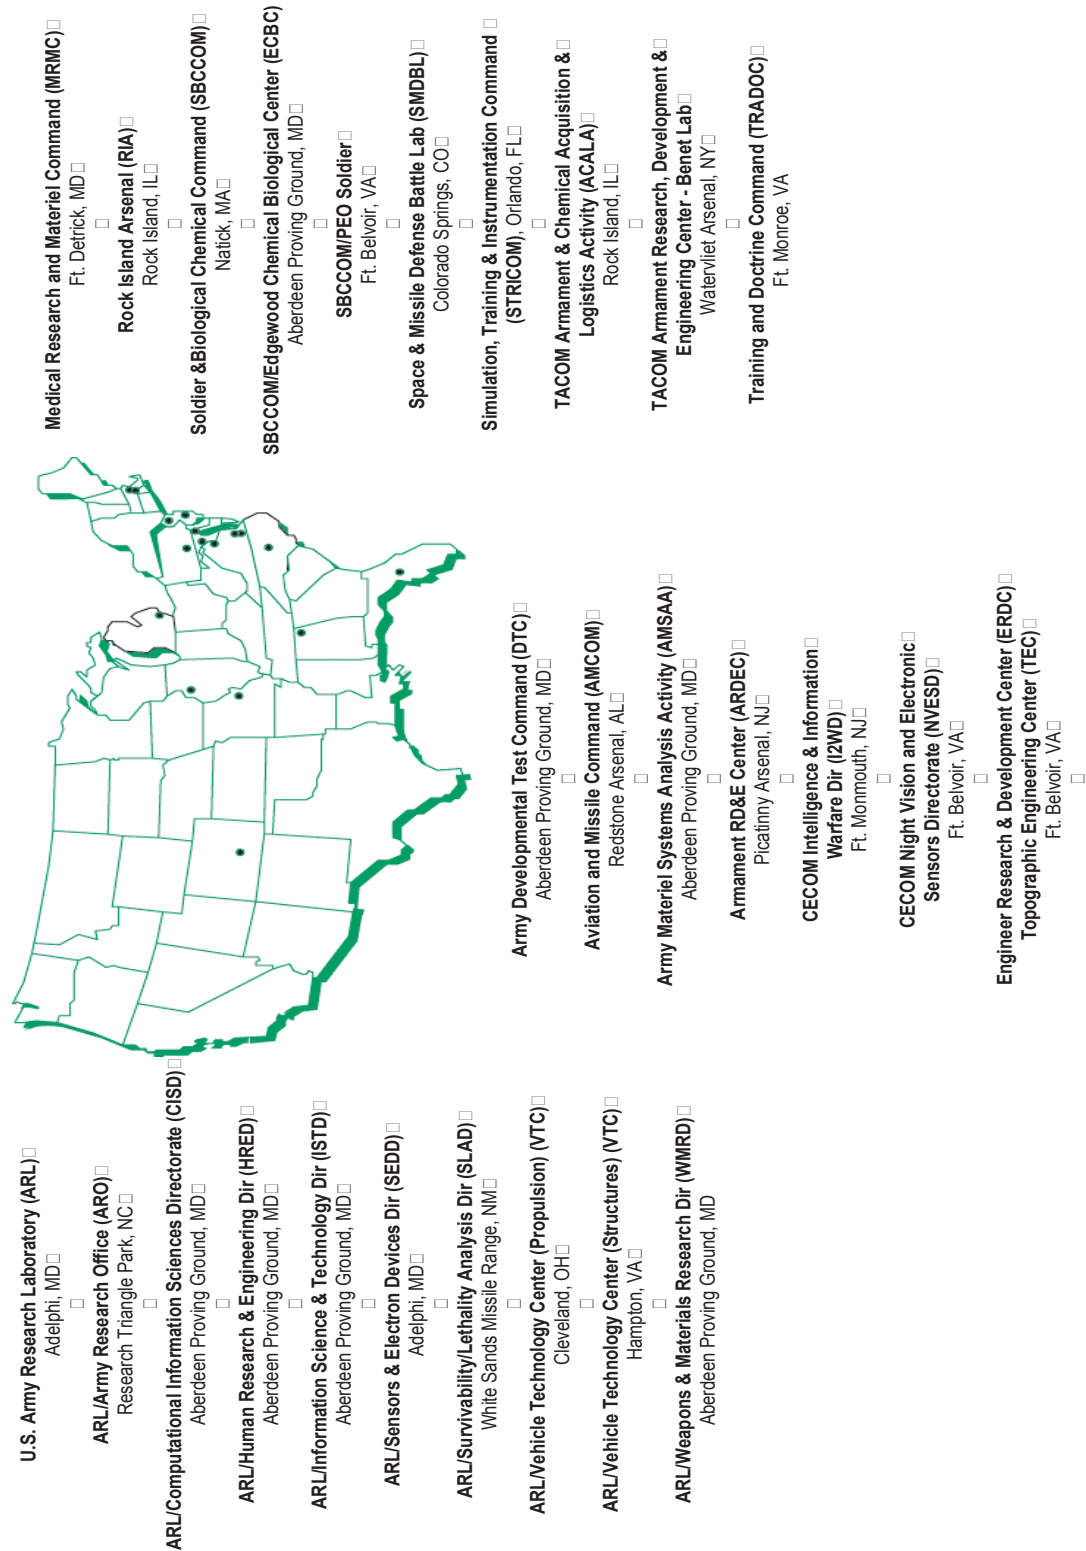 U.S. Army Research Laboratory (ARL)
Adelphi, MD
ARL/Army Research Office (ARO)
Research Triangle Park, NC
ARL/Computational Information Sciences Directorate (CISD)
Aberdeen Proving Ground, MD
ARL/Human Research & Engineering Dir (HRED)
Aberdeen Proving Ground, MD
ARL/Information Science & Technology Dir (ISTD)
Aberdeen Proving Ground, MD
ARL/Sensors & Electron Devices Dir (SEDD)
Adelphi, MD
ARL/Survivability/Lethality Analysis Dir (SLAD)
White Sands Missile Range, NM
ARL/Vehicle Technology Center (Propulsion) (VTC)
Cleveland, OH
ARL/Vehicle Technology Center (Structures) (VTC)
Hampton, VA
ARL/Weapons & Materials Research Dir (WMRD)
Aberdeen Proving Ground, MD
Army Developmental Test Command (DTC)
Aberdeen Proving Ground, MD
Aviation and Missile Command (AMCOM)
Redstone Arsenal, AL
Army Materiel Systems Analysis Activity (AMSAA)
Aberdeen Proving Ground, MD
Armament RD&E Center (ARDEC)
Picatinny Arsenal, NJ
CECOM Intelligence & Information
Warfare Dir (I2WD)
Ft. Monmouth, NJ
CECOM Night Vision and Electronic
Sensors Directorate (NVESD)
Ft. Belvoir, VA
Engineer Research & Development Center (ERDC)
Topographic Engineering Center (TEC)
Ft. Belvoir, VA
Medical Research and Materiel Command (MRMC)
Ft. Detrick, MD
Rock Island Arsenal (RIA)
Rock Island, IL
Soldier &Biological Chemical Command (SBCCOM)
Natick, MA
SBCCOM/Edgewood Chemical Biological Center (ECBC)
Aberdeen Proving Ground, MD
SBCCOM/PEO Soldier
Ft. Belvoir, VA
Space & Missile Defense Battle Lab (SMDBL)
Colorado Springs, CO
Simulation, Training & Instrumentation Command
(STRICOM), Orlando, FL
TACOM Armament & Chemical Acquisition &
Logistics Activity (ACALA)
Rock Island, IL
TACOM Armament Research, Development &
Engineering Center - Benet Lab
Watervliet Arsenal, NY
Training and Doctrine Command (TRADOC)
Ft. Monroe, VA